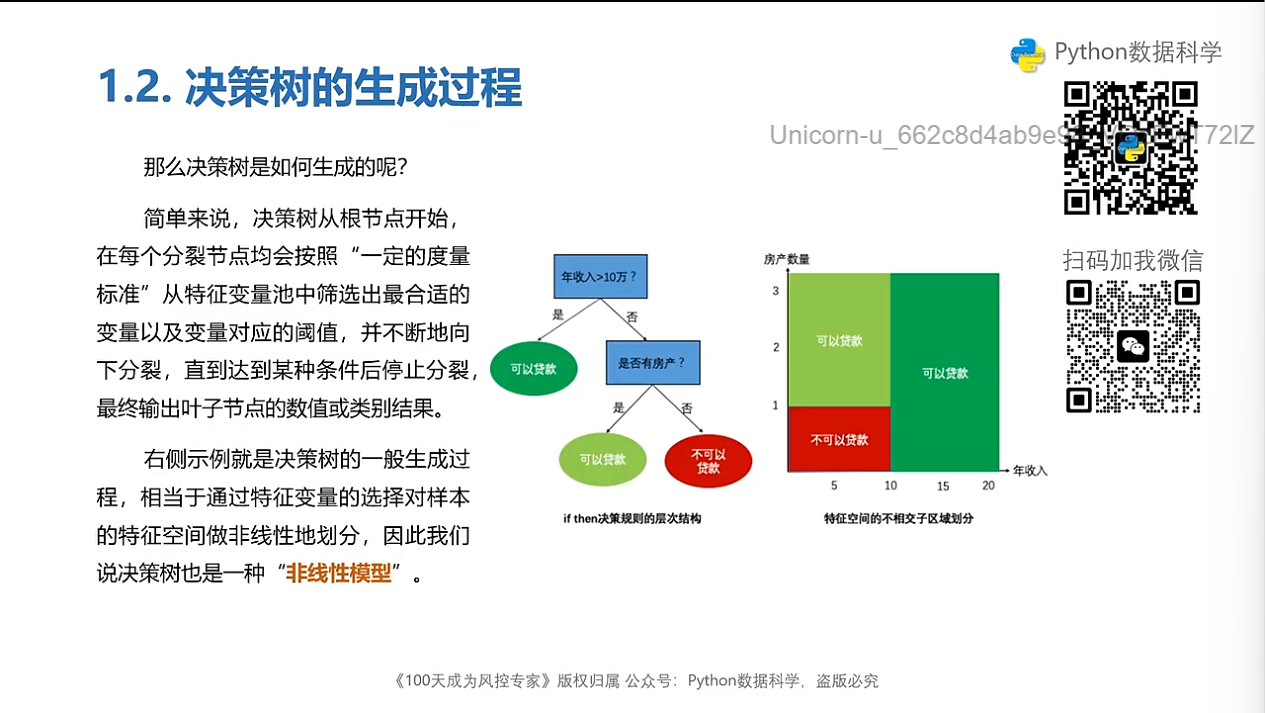 Python数据科学
1.2. 决策树的生成过程
Unicorn-u_662c8d4ab9e
T72IZ
那么决策树是如何生成的呢？
简单来说，决策树从根节点开始，
在每个分裂节点均会按照“一定的度量
标准”从特征变量池中筛选出最合适的
变量以及变量对应的阈值，并不断地向
下分裂，直到达到某种条件后停止分裂，
最终输出叶子节点的数值或类别结果。
右侧示例就是决策树的一般生成过
程，相当于通过特征变量的选择对样本
的特征空间做非线性地划分，因此我们
说决策树也是一种“非线性模型”。
年收入>10万？
是
否
可以贷款
是否有房产？
是
否
可以贷款
不可以
贷款
if then决策规则的层次结构
房产数量
3
2
1
可以贷款
可以贷款
不可以贷款
5
10
15
20
年收入
特征空间的不相交子区域划分
扫码加我微信
《100天成为风控专家》版权归属 公众号：Python数据科学，盗版必究